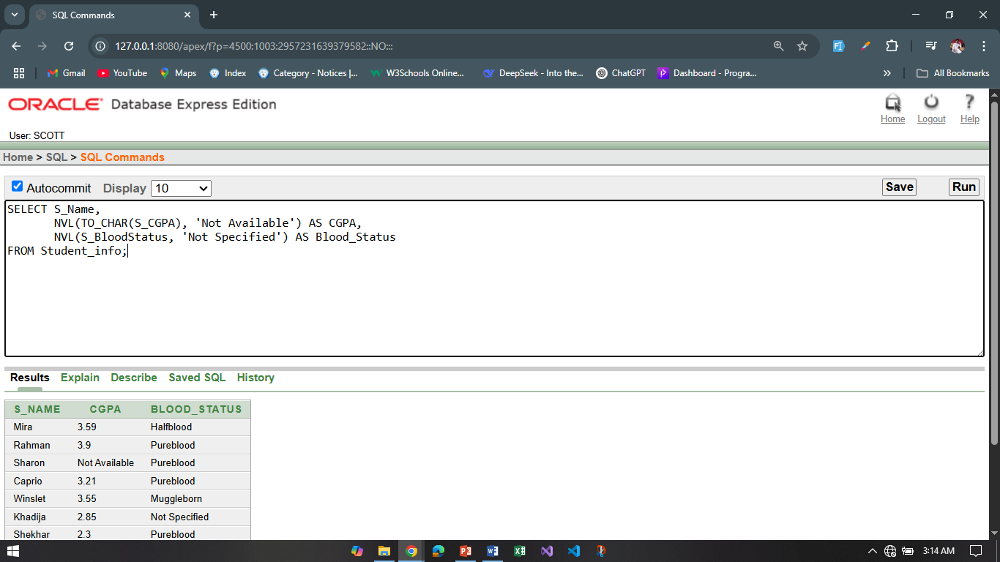 SQL Commands
127.0.0.1:8080/apex/f?p=4500:1003:2957231639379582::NO:::
Gmail YouTube Maps Index Category - Notices |... W3Schools Online... DeepSeek - Into the... ChatGPT Dashboard - Progra... » All Bookmarks
ORACLE Database Express Edition
Home Logout Help
User: SCOTT
Home > SQL > SQL Commands
Autocommit Display 10 Save Run
SELECT S_Name,
NVL(TO_CHAR(S_CGPA), 'Not Available') AS CGPA,
NVL(S_BloodStatus, 'Not Specified') AS Blood_Status
FROM Student_info;
Results Explain Describe Saved SQL History
S_NAME CGPA BLOOD_STATUS
Mira 3.59 Halfblood
Rahman 3.9 Pureblood
Sharon Not Available Pureblood
Caprio 3.21 Pureblood
Winslet 3.55 Muggleborn
Khadija 2.85 Not Specified
Shekhar 2.3 Pureblood
3:14 AM